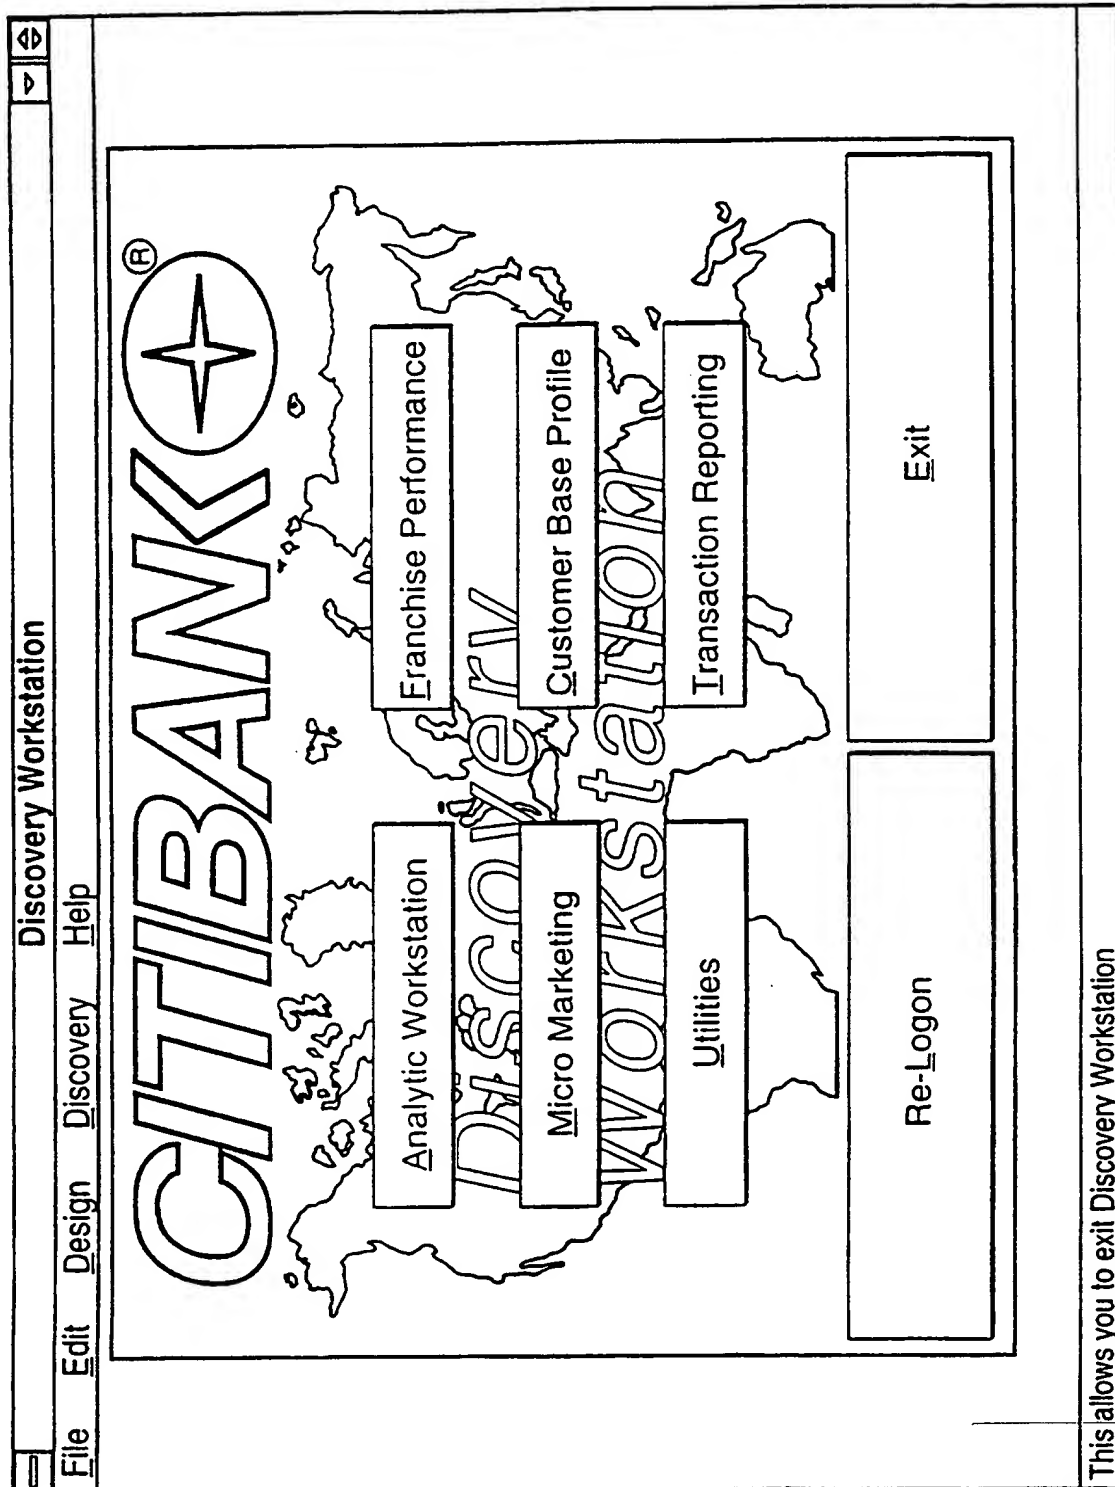 Discovery Workstation
File Edit Design Discovery Help
CITIBANK ®
Analytic Workstation Franchise Performance
Discovery
Micro Marketing Customer Base Profile
Workstation
Utilities Transaction Reporting
Re-Logon Exit
This allows you to exit Discovery Workstation